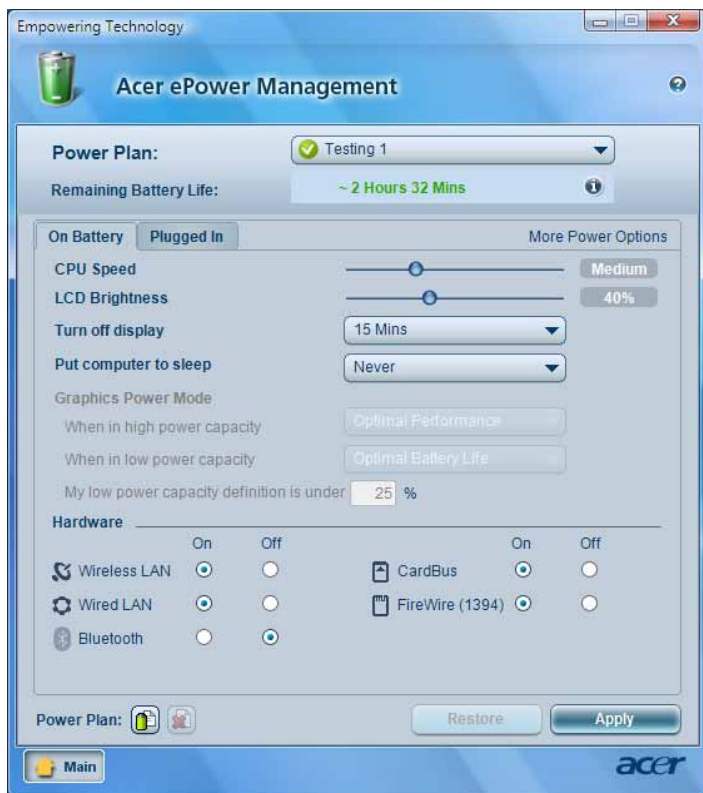 Empowering Technology
Acer ePower Management
Power Plan: Testing 1
Remaining Battery Life: ~ 2 Hours 32 Mins
On Battery Plugged In More Power Options
CPU Speed Medium
LCD Brightness 40%
Turn off display 15 Mins
Put computer to sleep Never
Graphics Power Mode
When in high power capacity Optimal Performance
When in low power capacity Optimal Battery Life
My low power capacity definition is under 25 %
Hardware
On Off On Off
Wireless LAN CardBus
Wired LAN FireWire (1394)
Bluetooth
Power Plan: Restore Apply
Main acer